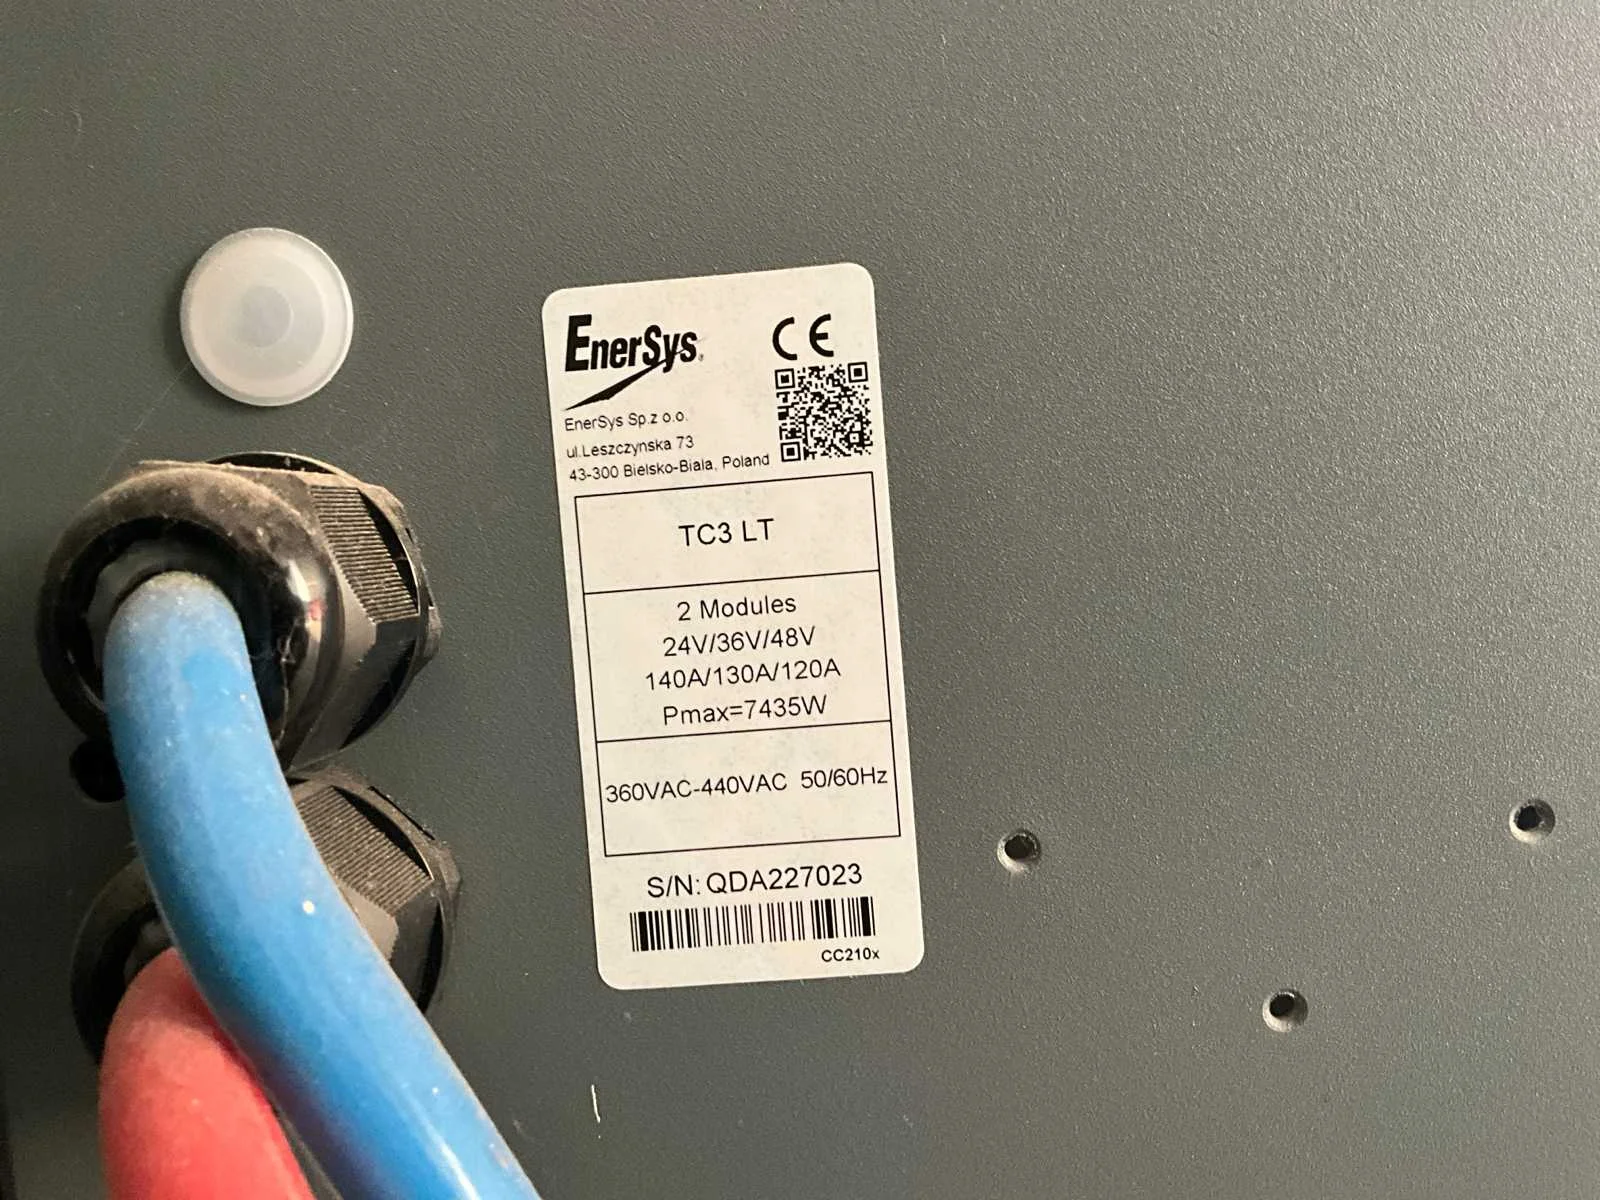 EnerSys
CE
EnerSys Sp.z o.o.
ul.Leszczynska 73
43-300 Bielsko-Biala, Poland
TC3 LT
2 Modules
24V/36V/48V
140A/130A/120A
Pmax=7435W
360VAC-440VAC 50/60Hz
S/N: QDA227023
CC210x